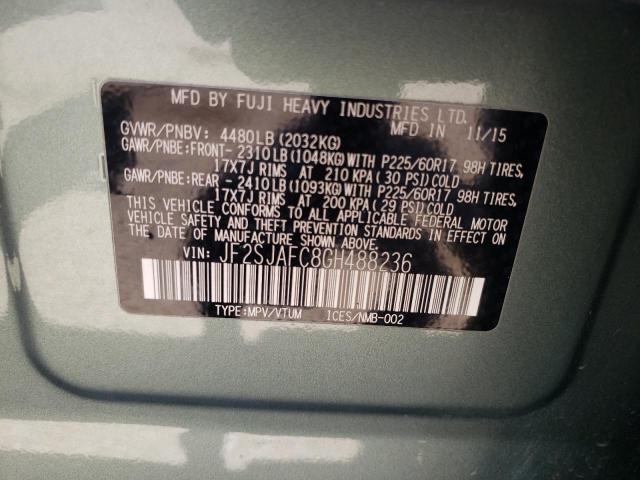 MFD BY FUJI HEAVY INDUSTRIES LTD.
MFD IN 11/15
GVWR/PNBV: 4480LB (2032KG)
GAWR/PNBE:FRONT- 2310LB (1048KG) WITH P225/60R17 98H TIRES,
17X7J RIMS AT 210 KPA (30 PSI) COLD
GAWR/PNBE:REAR - 2410LB (1093KG) WITH P225/60R17 98H TIRES,
17X7J RIMS AT 200 KPA (29 PSI) COLD
THIS VEHICLE CONFORMS TO ALL APPLICABLE FEDERAL MOTOR
VEHICLE SAFETY AND THEFT PREVENTION STANDARDS IN EFFECT ON
THE DATE OF MANUFACTURE SHOWN ABOVE.
VIN: JF2SJAFC8GH488236
TYPE:MPV/VTUM ICES/NMB-002